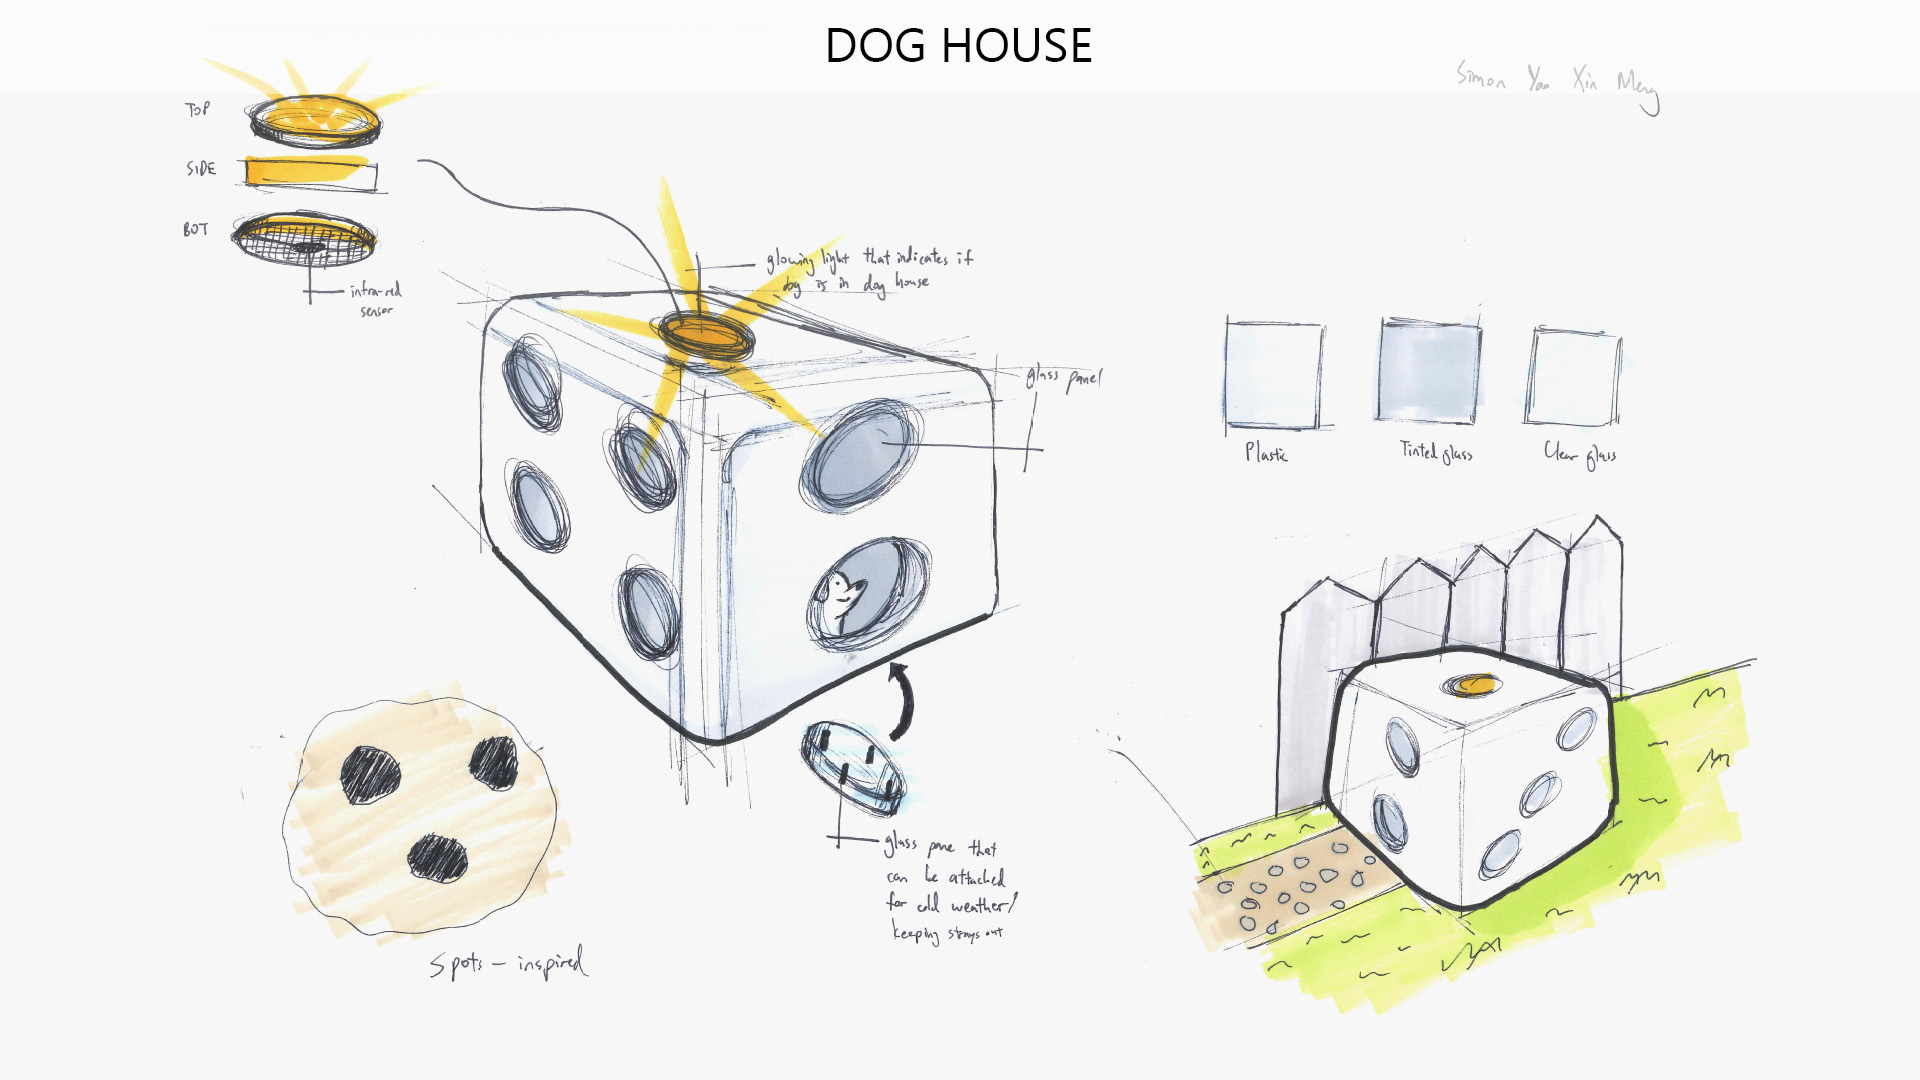 DOG HOUSE
Simon Yao Xin Meng
TOP
SIDE
BOT
infra-red
sensor
glowing light that indicates if
dog is in dog house
glass panel
Plastic
Tinted glass
Clear glass
glass pane that
can be attached
for cold weather/
keeping strays out
Spots - inspired